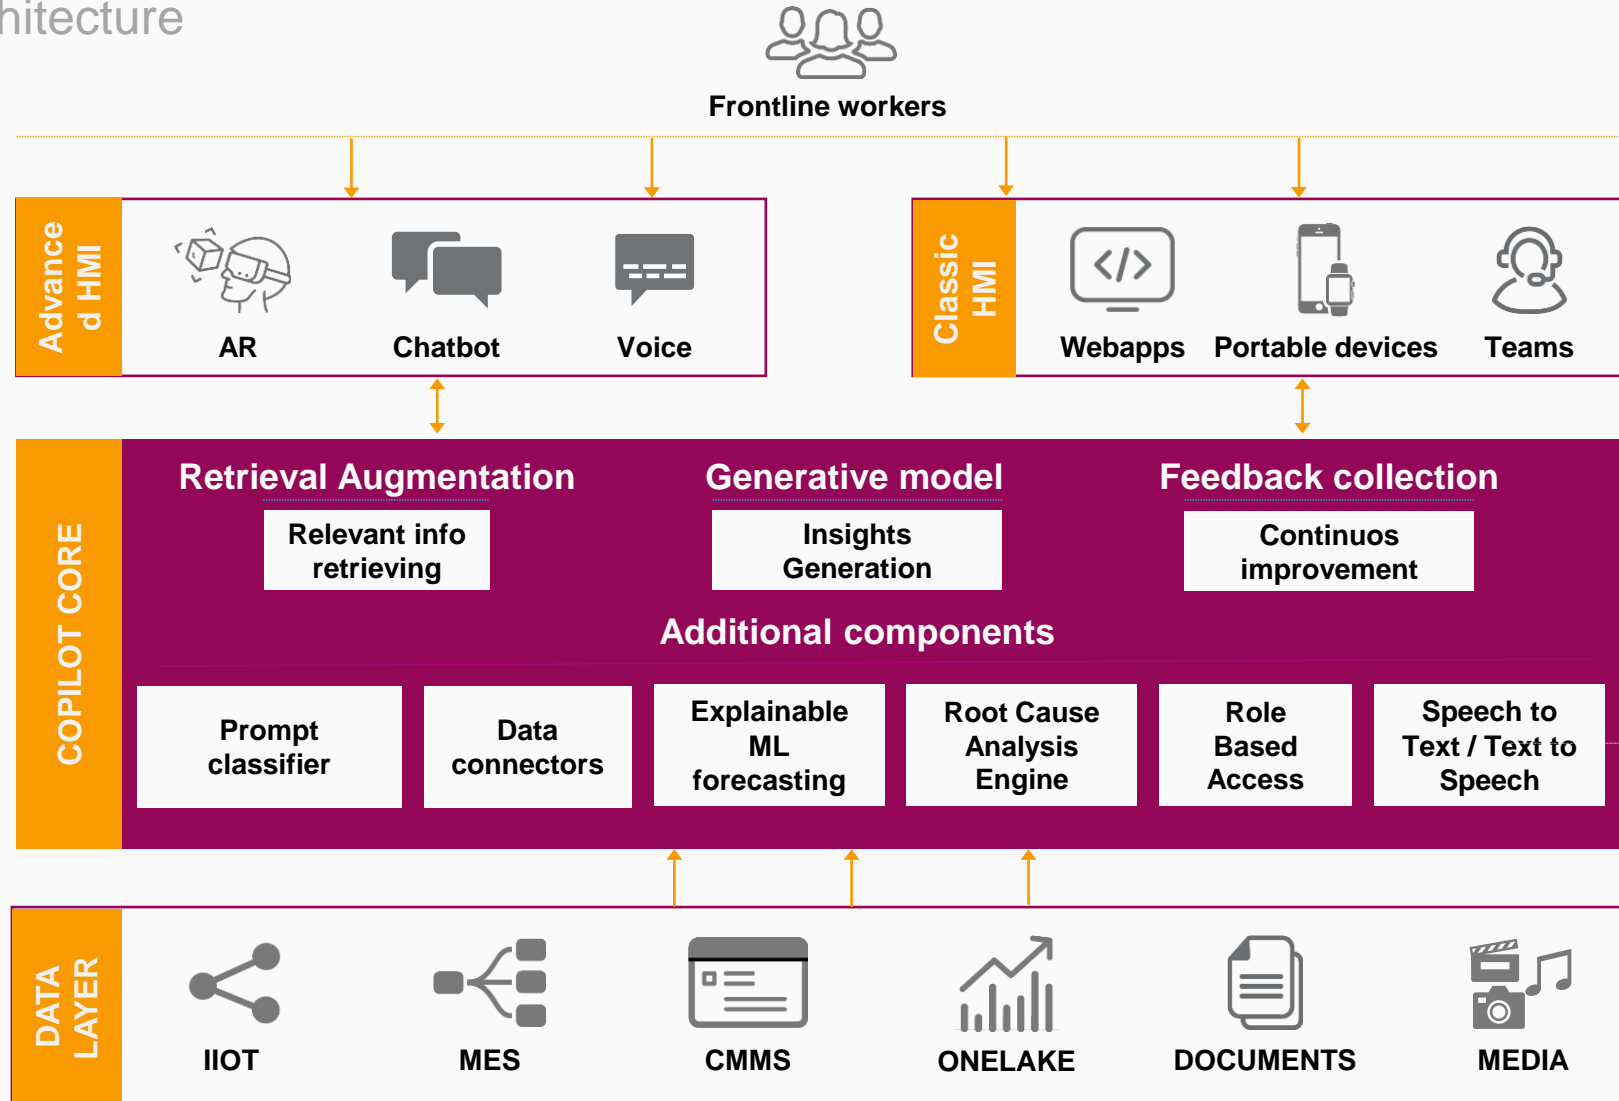 hitecture
Frontline workers
Advance
d HMI
AR
Chatbot
Voice
Classic
HMI
</>
Webapps
Portable devices
Teams
COPILOT CORE
Retrieval Augmentation
Relevant info
retrieving
Generative model
Insights
Generation
Feedback collection
Continuos
improvement
Additional components
Prompt
classifier
Data
connectors
Explainable
ML
forecasting
Root Cause
Analysis
Engine
Role
Based
Access
Speech to
Text / Text to
Speech
DATA
LAYER
IIOT
MES
CMMS
ONELAKE
DOCUMENTS
MEDIA